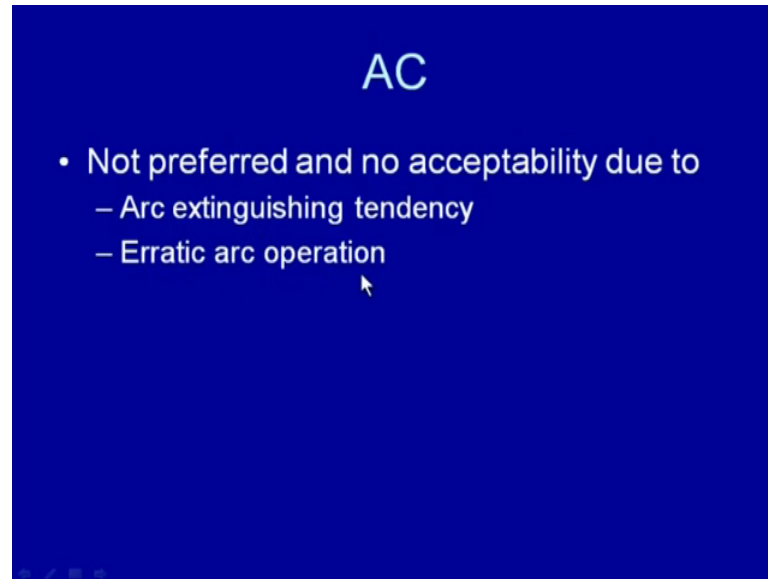 AC
• Not preferred and no acceptability due to
– Arc extinguishing tendency
– Erratic arc operation